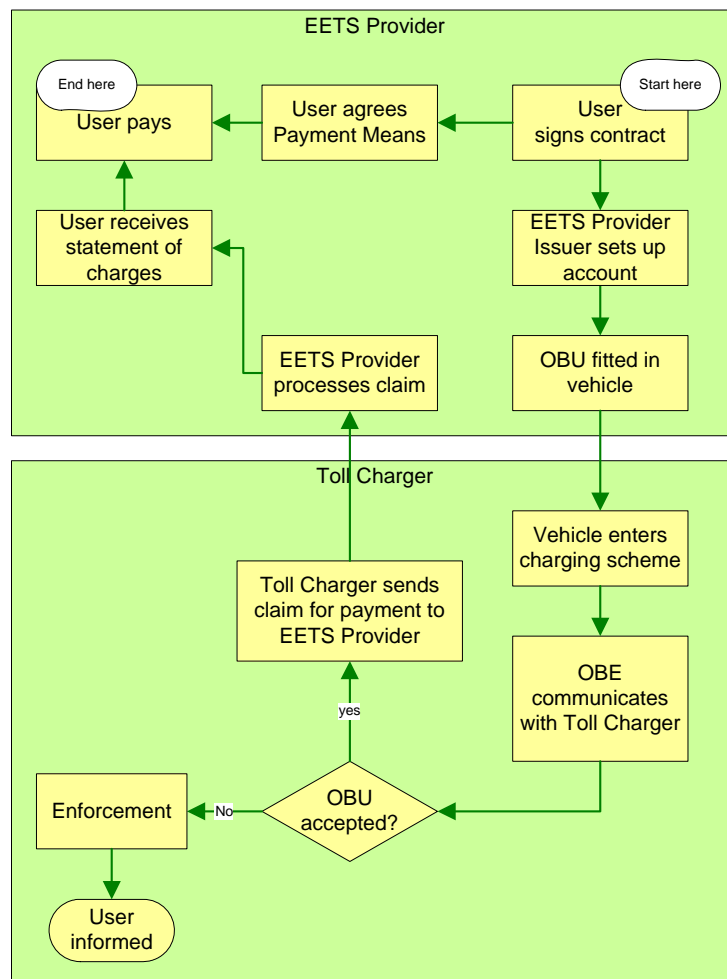 EETS Provider
End here
Start here
User pays
User agrees
Payment Means
User
signs contract
User receives
statement of
charges
EETS Provider
Issuer sets up
account
EETS Provider
processes claim
OBU fitted in
vehicle
Toll Charger
Vehicle enters
charging scheme
Toll Charger sends
claim for payment to
EETS Provider
OBE
communicates
with Toll Charger
yes
Enforcement
No
OBU
accepted?
User
informed